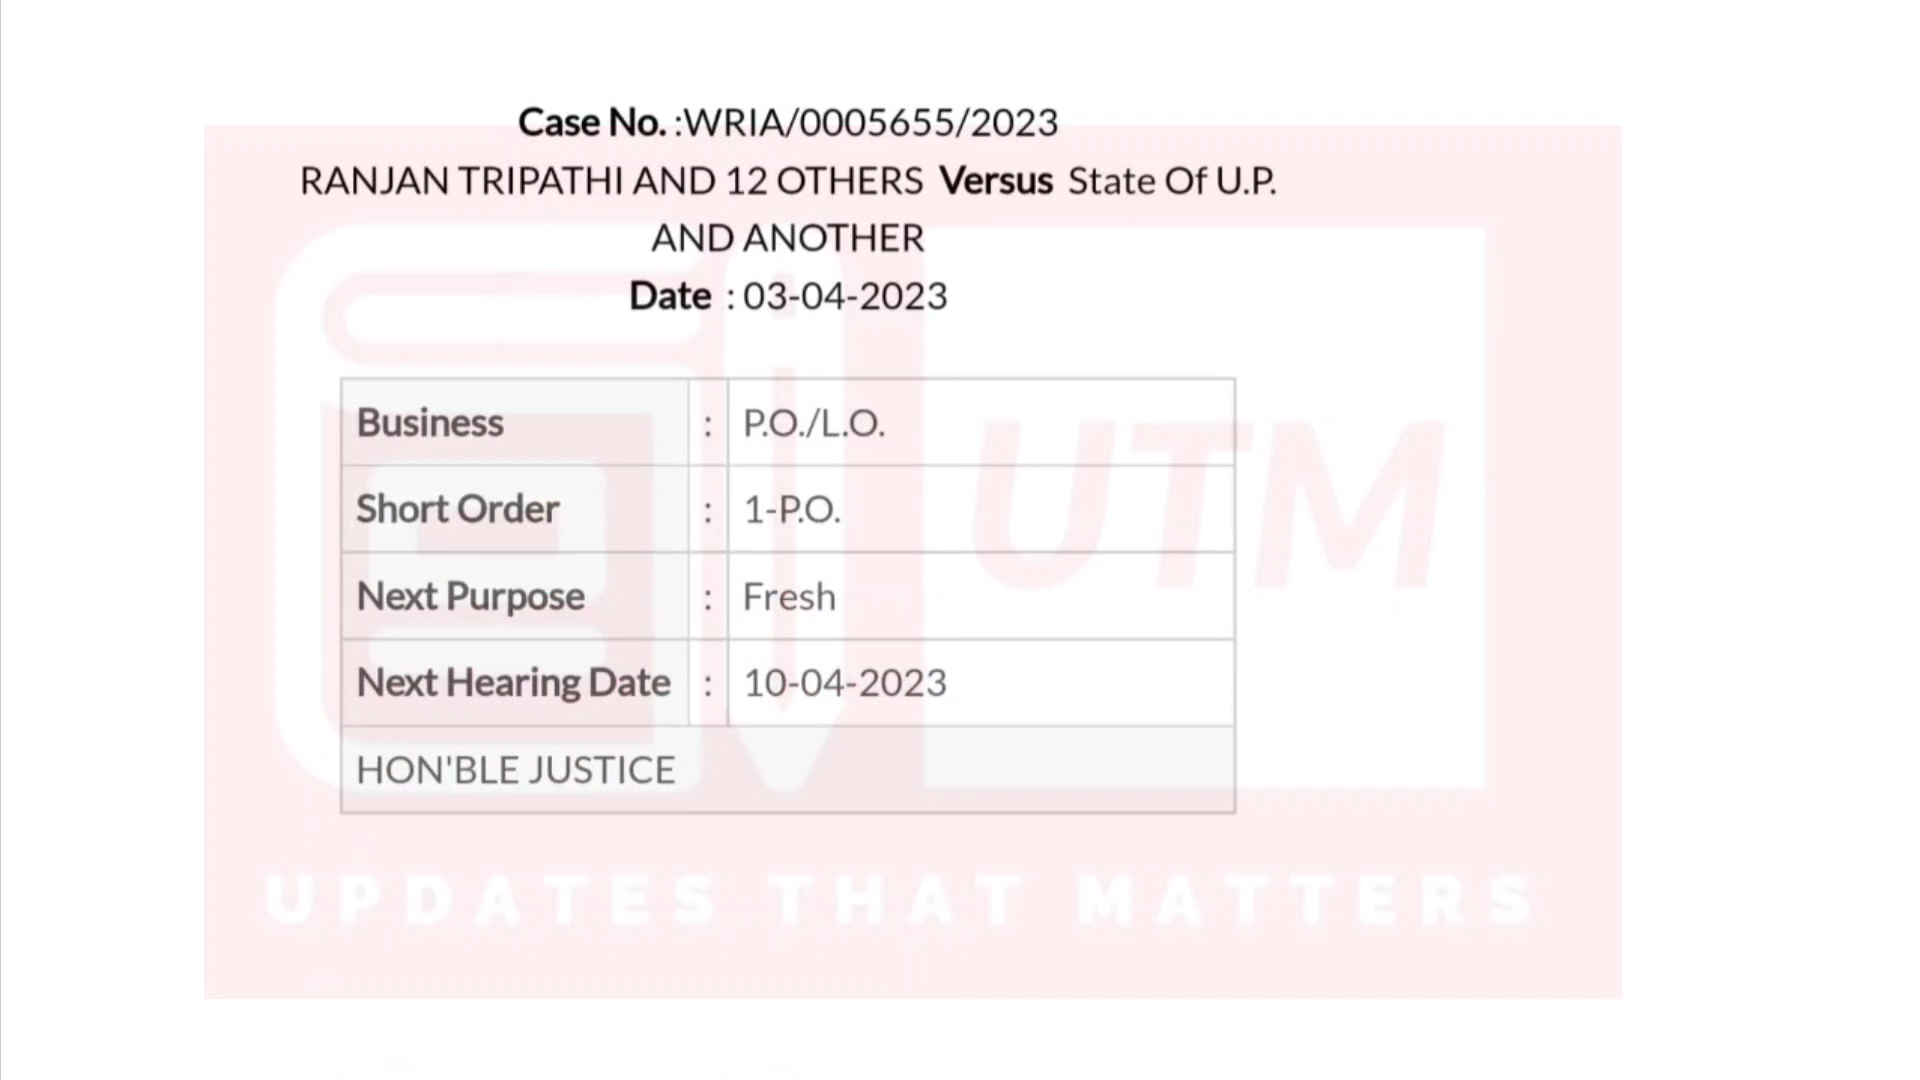 Case No. :WRIA/0005655/2023
RANJAN TRIPATHI AND 12 OTHERS Versus State Of U.P.
AND ANOTHER
Date : 03-04-2023
Business : P.O./L.O.
Short Order : 1-P.O.
Next Purpose : Fresh
Next Hearing Date : 10-04-2023
HON'BLE JUSTICE
UTM
UPDATES THAT MATTERS